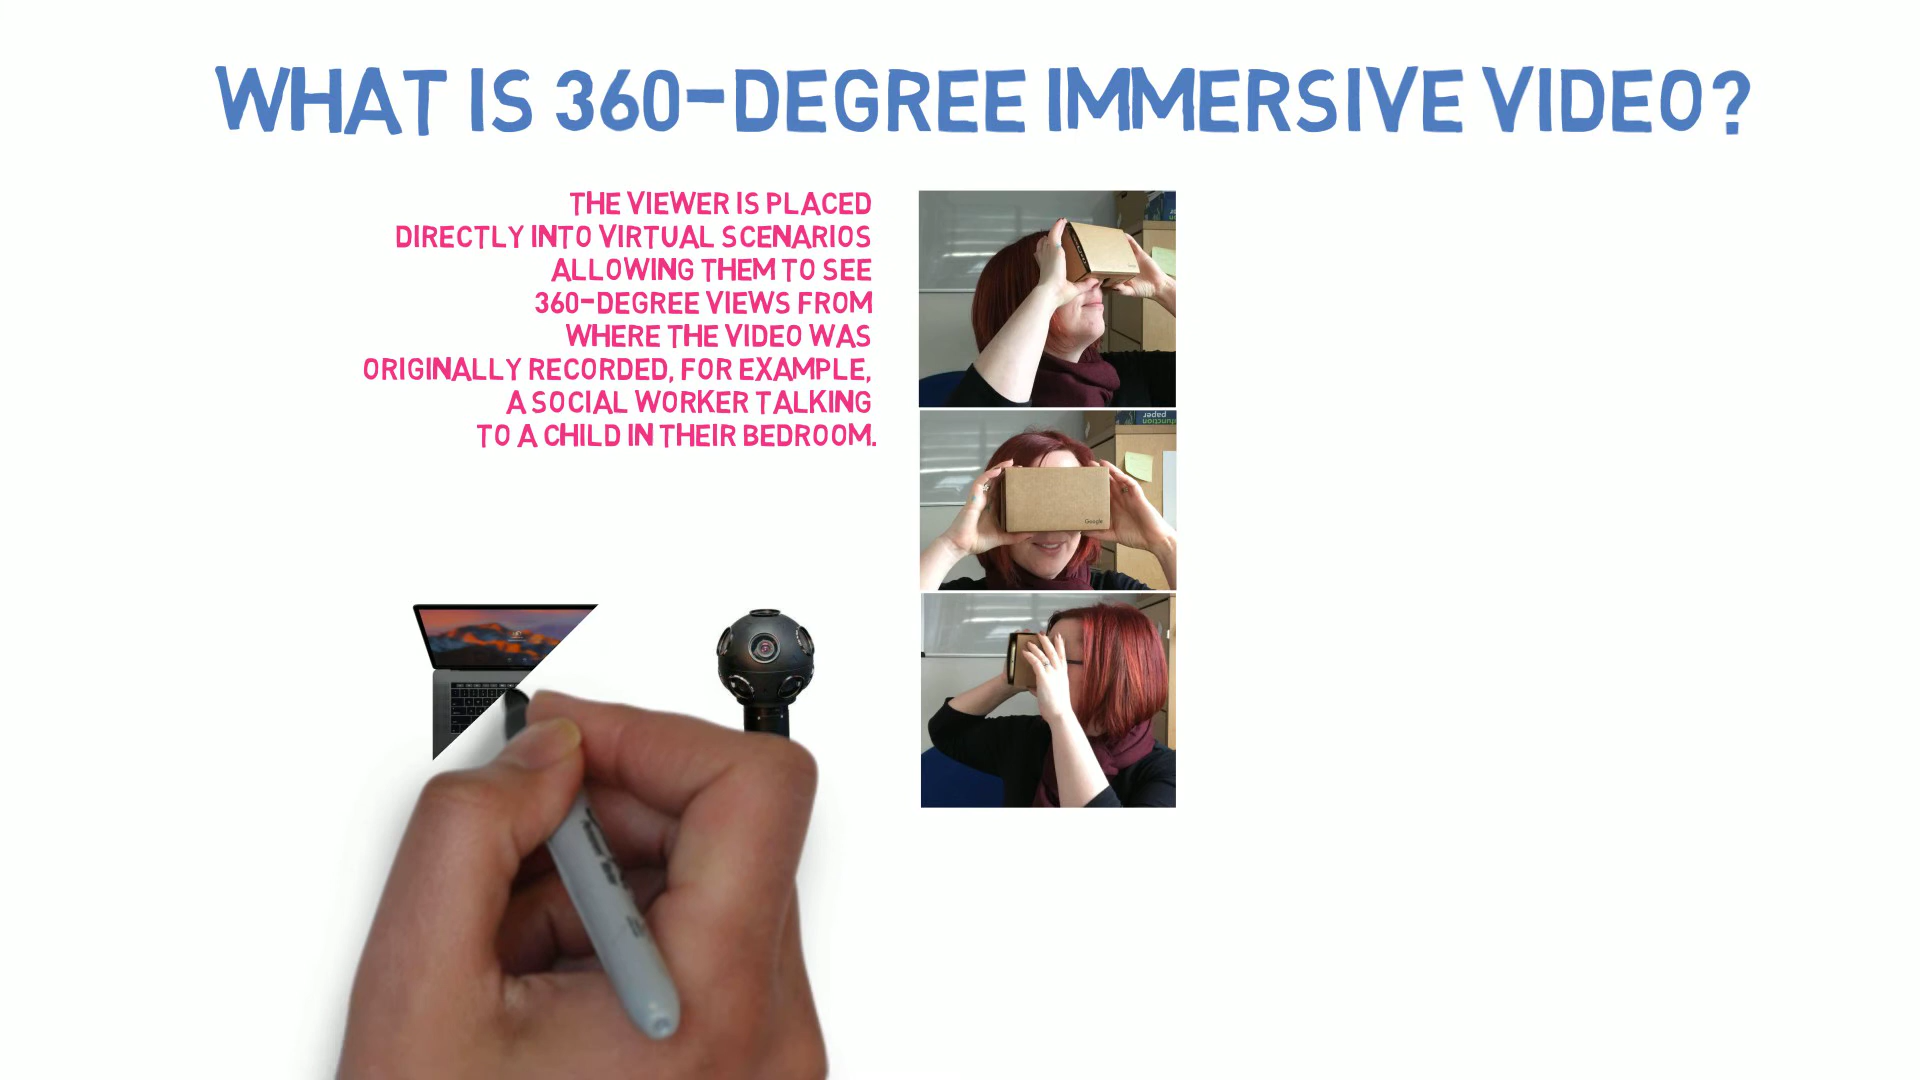 WHAT IS 360-DEGREE IMMERSIVE VIDEO?
THE VIEWER IS PLACED
DIRECTLY INTO VIRTUAL SCENARIOS
ALLOWING THEM TO SEE
360-DEGREE VIEWS FROM
WHERE THE VIDEO WAS
ORIGINALLY RECORDED, FOR EXAMPLE,
A SOCIAL WORKER TALKING
TO A CHILD IN THEIR BEDROOM.
paper
Google